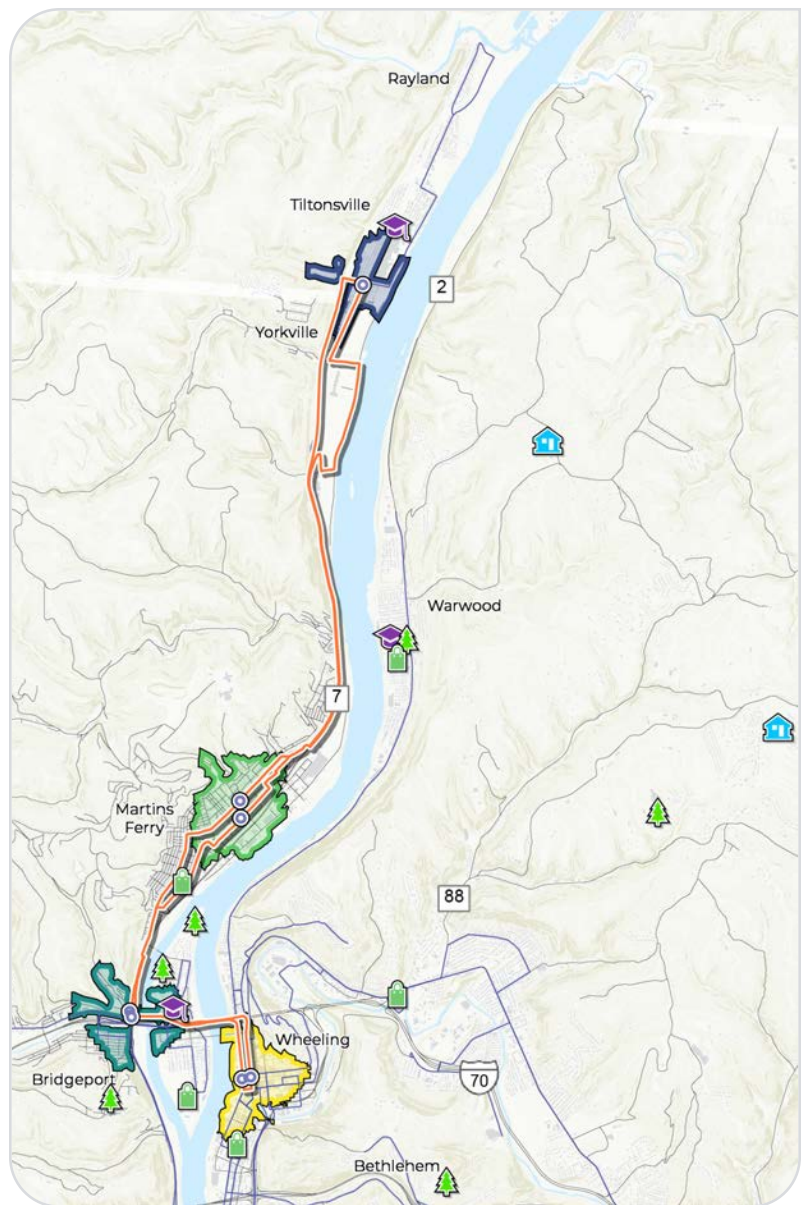 Rayland
Tiltonsville
2
Yorkville
Warwood
7
Martins
Ferry
88
Wheeling
70
Bridgeport
Bethlehem